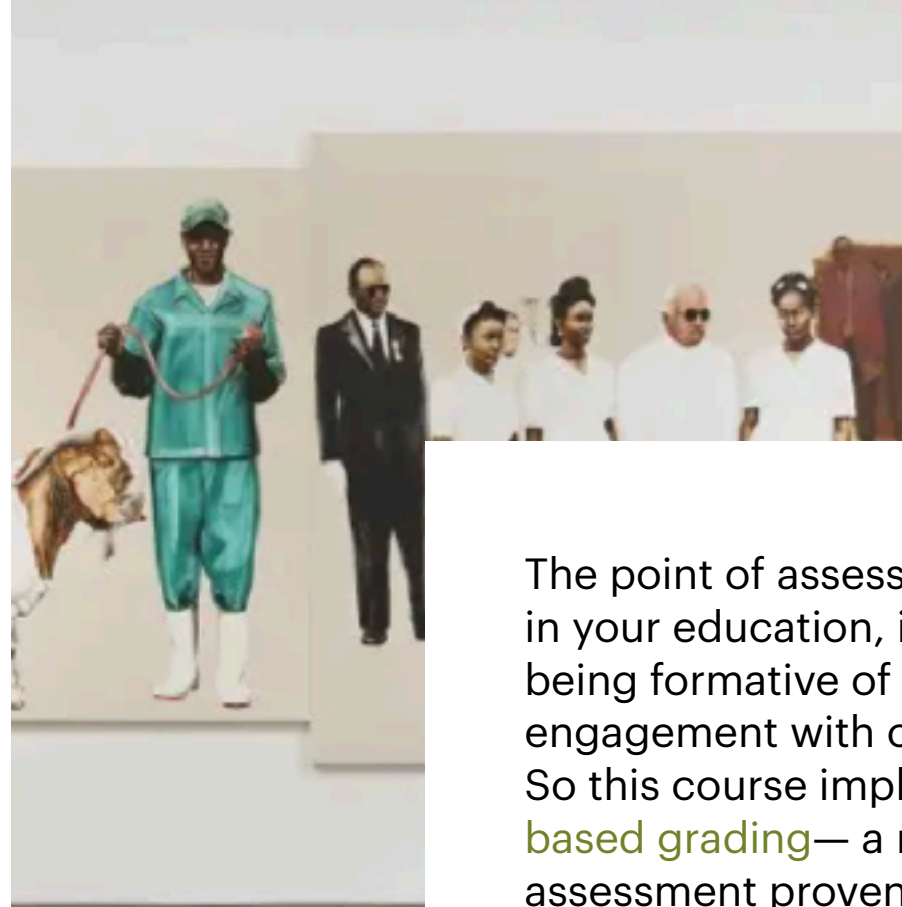 The point of assess
in your education, i
being formative of
engagement with c
So this course impl
based grading— a r
assessment proven